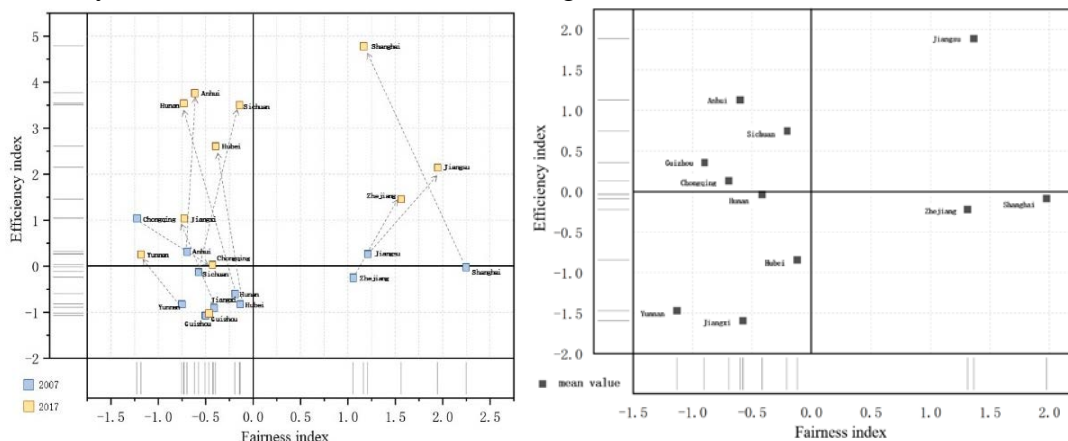 5
4
3
2
1
0
-1
-2
Efficiency index
Shanghai
Anhui
Hunan
Sichuan
Hubei
Jiangsu
Zhejiang
Chongqing
Jiangxi
Yunnan
Anhui
Chongqing
Jiangsu
Sichuan
Shanghai
Zhejiang
Hunan
Jiangxi
Yunnan
Hubei
Guizhou
Guizhou
2007
2017
-1.5 -1.0 -0.5 0.0 0.5 1.0 1.5 2.0 2.5
Fairness index
2.0
1.5
1.0
0.5
0.0
-0.5
-1.0
-1.5
-2.0
Efficiency index
Jiangsu
Anhui
Sichuan
Guizhou
Chongqing
Hunan
Shanghai
Zhejiang
Hubei
Yunnan
Jiangxi
mean value
-1.5 -1.0 -0.5 0.0 0.5 1.0 1.5 2.0
Fairness index